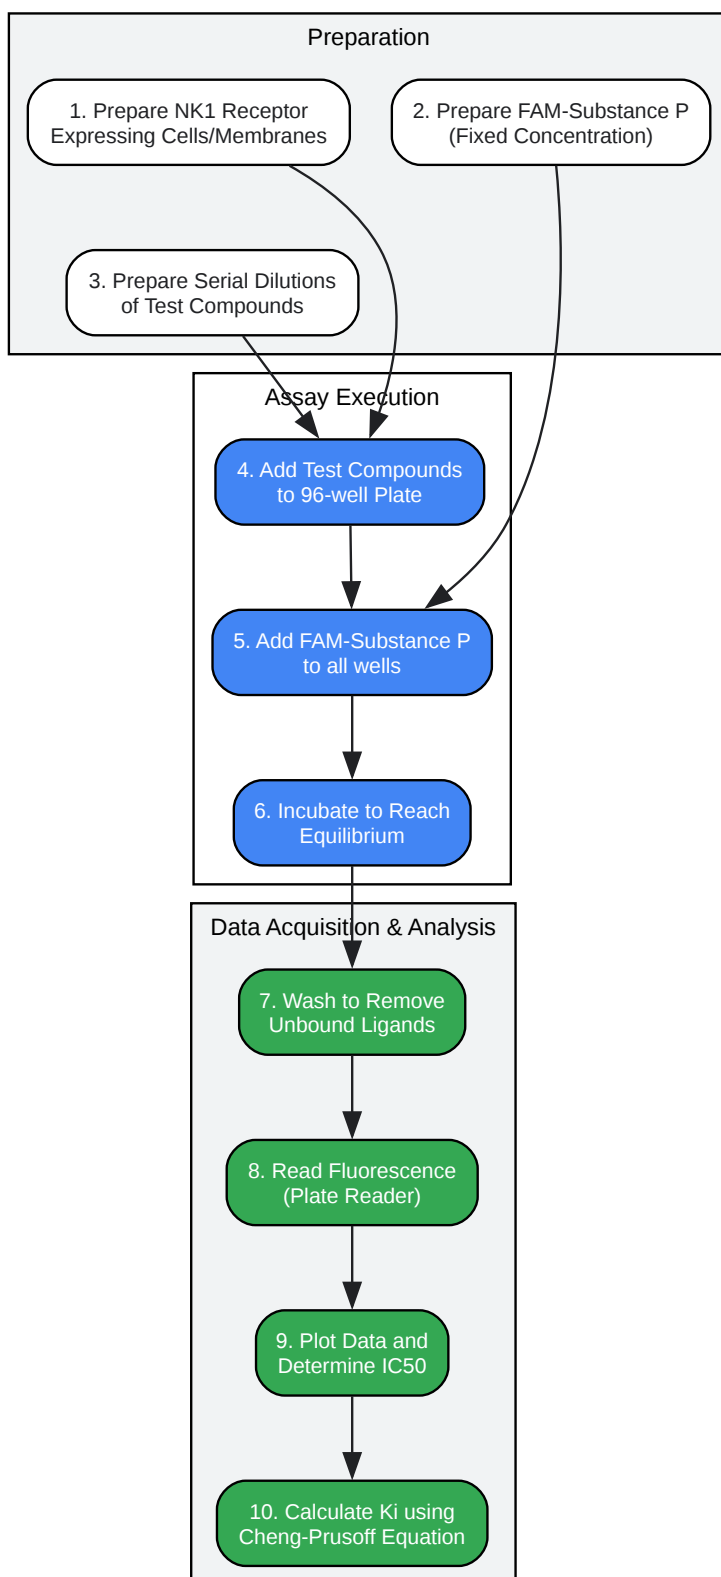 Preparation
1. Prepare NK1 Receptor
Expressing Cells/Membranes
2. Prepare FAM-Substance P
(Fixed Concentration)
3. Prepare Serial Dilutions
of Test Compounds
Assay Execution
4. Add Test Compounds
to 96-well Plate
5. Add FAM-Substance P
to all wells
6. Incubate to Reach
Equilibrium
Data Acquisition & Analysis
7. Wash to Remove
Unbound Ligands
8. Read Fluorescence
(Plate Reader)
9. Plot Data and
Determine IC50
10. Calculate Ki using
Cheng-Prusoff Equation